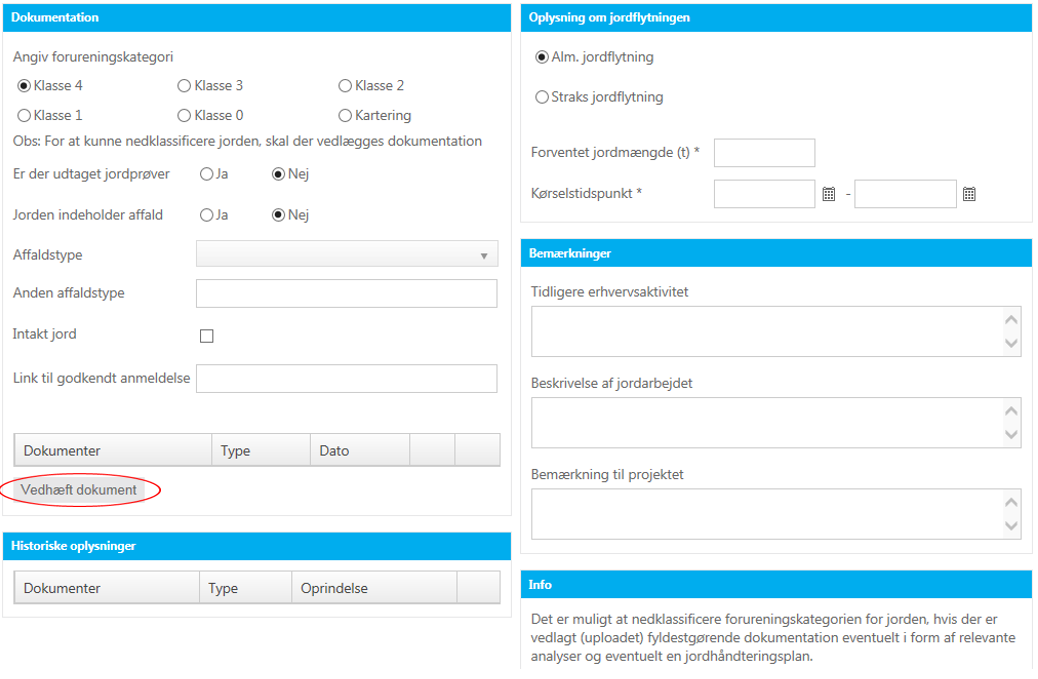 Dokumentation
Angiv forureningskategori
Klasse 4 Klasse 3 Klasse 2
Klasse 1 Klasse 0 Kartering
Obs: For at kunne nedklassificere jorden, skal der vedlægges dokumentation
Er der udtaget jordprøver Ja Nej
Jorden indeholder affald Ja Nej
Affaldstype
Anden affaldstype
Intakt jord
Link til godkendt anmeldelse
Dokumenter Type Dato
Vedhæft dokument
Historiske oplysninger
Dokumenter Type Oprindelse
Oplysning om jordflytningen
Alm. jordflytning
Straks jordflytning
Forventet jordmængde (t) *
Kørselstidspunkt * -
Bemærkninger
Tidligere erhvervsaktivitet
Beskrivelse af jordarbejdet
Bemærkning til projektet
Info
Det er muligt at nedklassificere forureningskategorien for jorden, hvis der er
vedlagt (uploadet) fyldestgørende dokumentation eventuelt i form af relevante
analyser og eventuelt en jordhåndteringsplan.